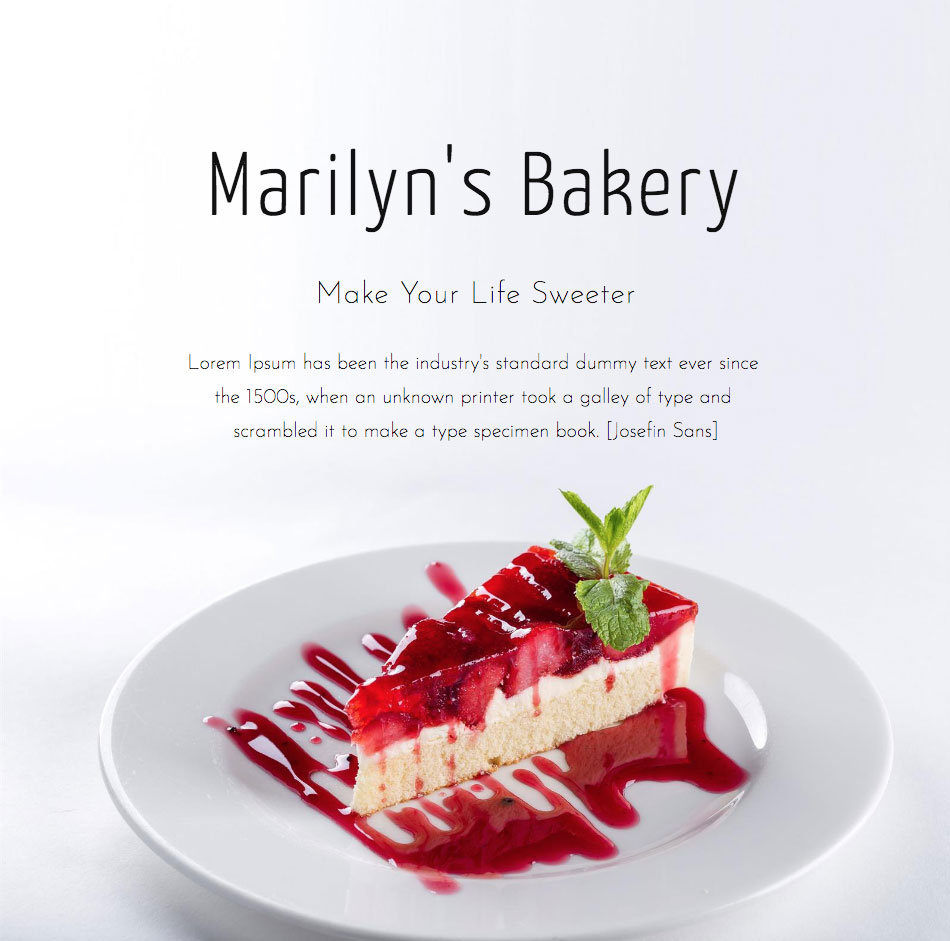 Marilyn's Bakery
Make Your Life Sweeter
Lorem Ipsum has been the industry's standard dummy text ever since
the 1500s, when an unknown printer took a galley of type and
scrambled it to make a type specimen book. [Josefin Sans]